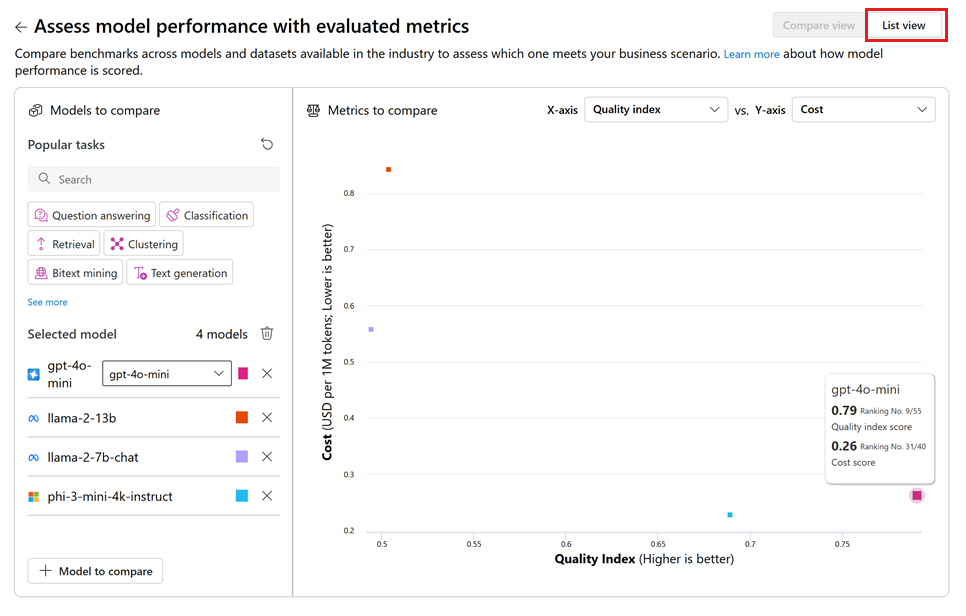 Assess model performance with evaluated metrics
Compare view
List view
Compare benchmarks across models and datasets available in the industry to assess which one meets your business scenario. Learn more about how model
performance is scored.
Models to compare
Popular tasks
Search
Question answering
Classification
Retrieval
Clustering
Bitext mining
Text generation
See more
Selected model 4 models
gpt-4o-
mini
gpt-4o-mini
llama-2-13b
llama-2-7b-chat
phi-3-mini-4k-instruct
Model to compare
Metrics to compare
X-axis Quality index vs. Y-axis Cost
Cost (USD per 1M tokens; Lower is better)
0.8
0.7
0.6
0.5
0.4
0.3
0.2
gpt-4o-mini
0.79 Ranking No. 9/55
Quality index score
0.26 Ranking No. 31/40
Cost score
0.5 0.55 0.6 0.65 0.7 0.75
Quality Index (Higher is better)